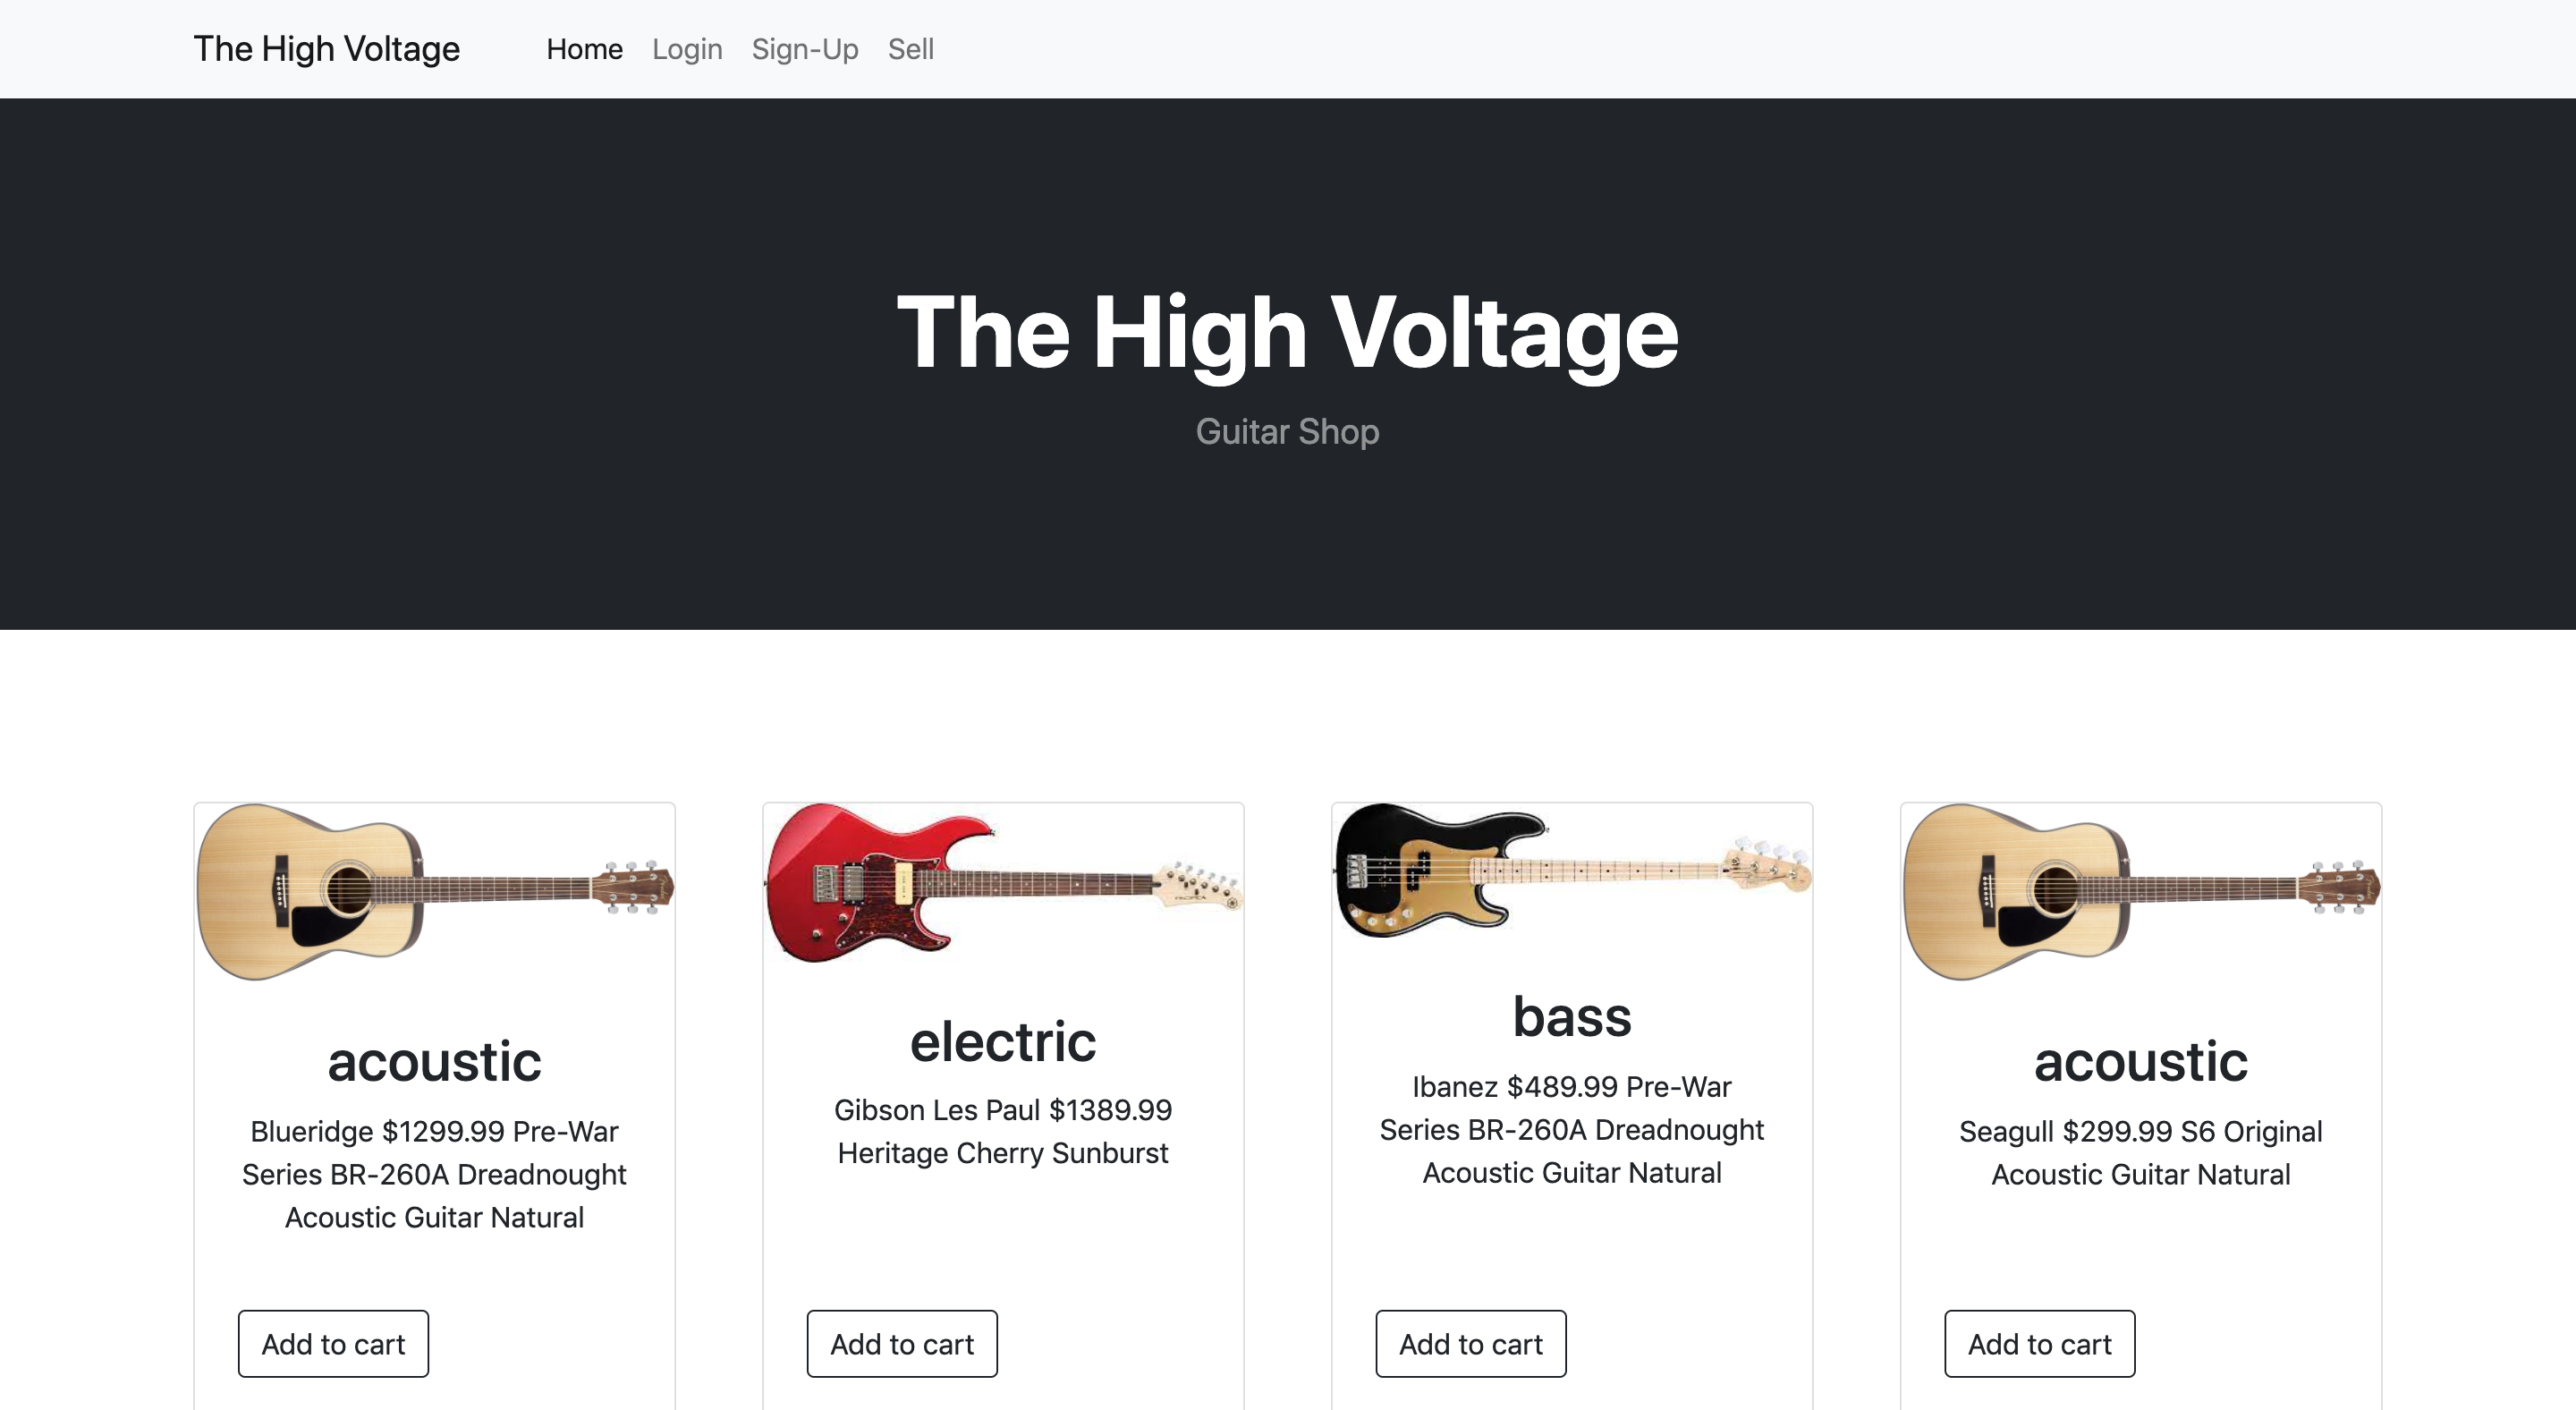 The High Voltage
Home
Login
Sign-Up
Sell
The High Voltage
Guitar Shop
acoustic
Blueridge $1299.99 Pre-War
Series BR-260A Dreadnought
Acoustic Guitar Natural
Add to cart
electric
Gibson Les Paul $1389.99
Heritage Cherry Sunburst
Add to cart
bass
Ibanez $489.99 Pre-War
Series BR-260A Dreadnought
Acoustic Guitar Natural
Add to cart
acoustic
Seagull $299.99 S6 Original
Acoustic Guitar Natural
Add to cart